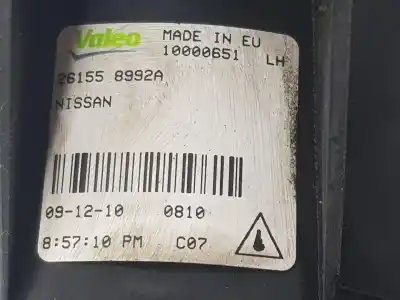 Valeo MADE IN EU
10000651 LH
26155 8992A
NISSAN
09-12-10 0810
8:57:10 PM C07